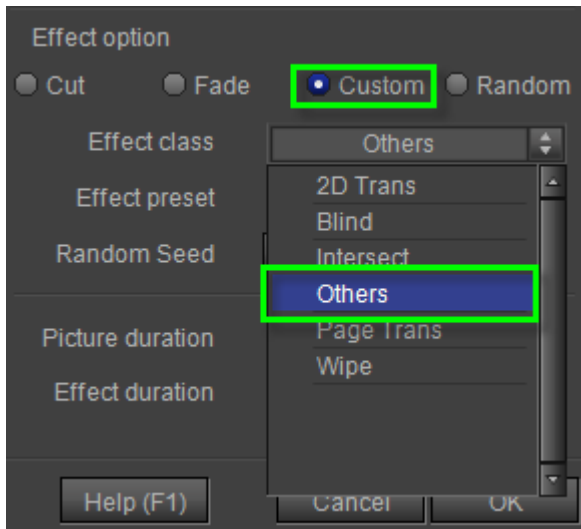 Effect option
Cut Fade Custom Random
Effect class Others
2D Trans
Effect preset
Blind
Random Seed Intersect
Others
Picture duration Page Trans
Wipe
Effect duration
Help (F1) Cancel OK